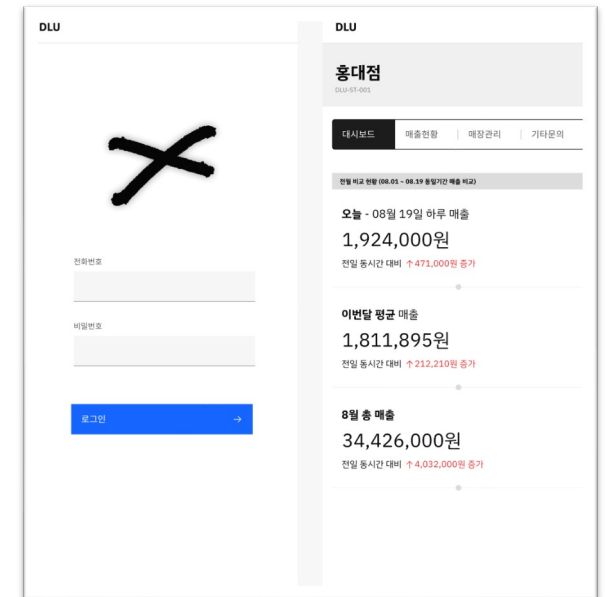 DLU
전화번호
비밀번호
로그인 →
DLU
홍대점
DLU-ST-001
대시보드 | 매출현황 | 매장관리 | 기타문의
전월 비교 현황 (08.01 ~ 08.19 동일기간 매출 비교)
오늘 - 08월 19일 하루 매출
1,924,000원
전일 동시간 대비 ↑471,000원 증가
이번달 평균 매출
1,811,895원
전일 동시간 대비 ↑212,210원 증가
8월 총 매출
34,426,000원
전일 동시간 대비 ↑4,032,000원 증가